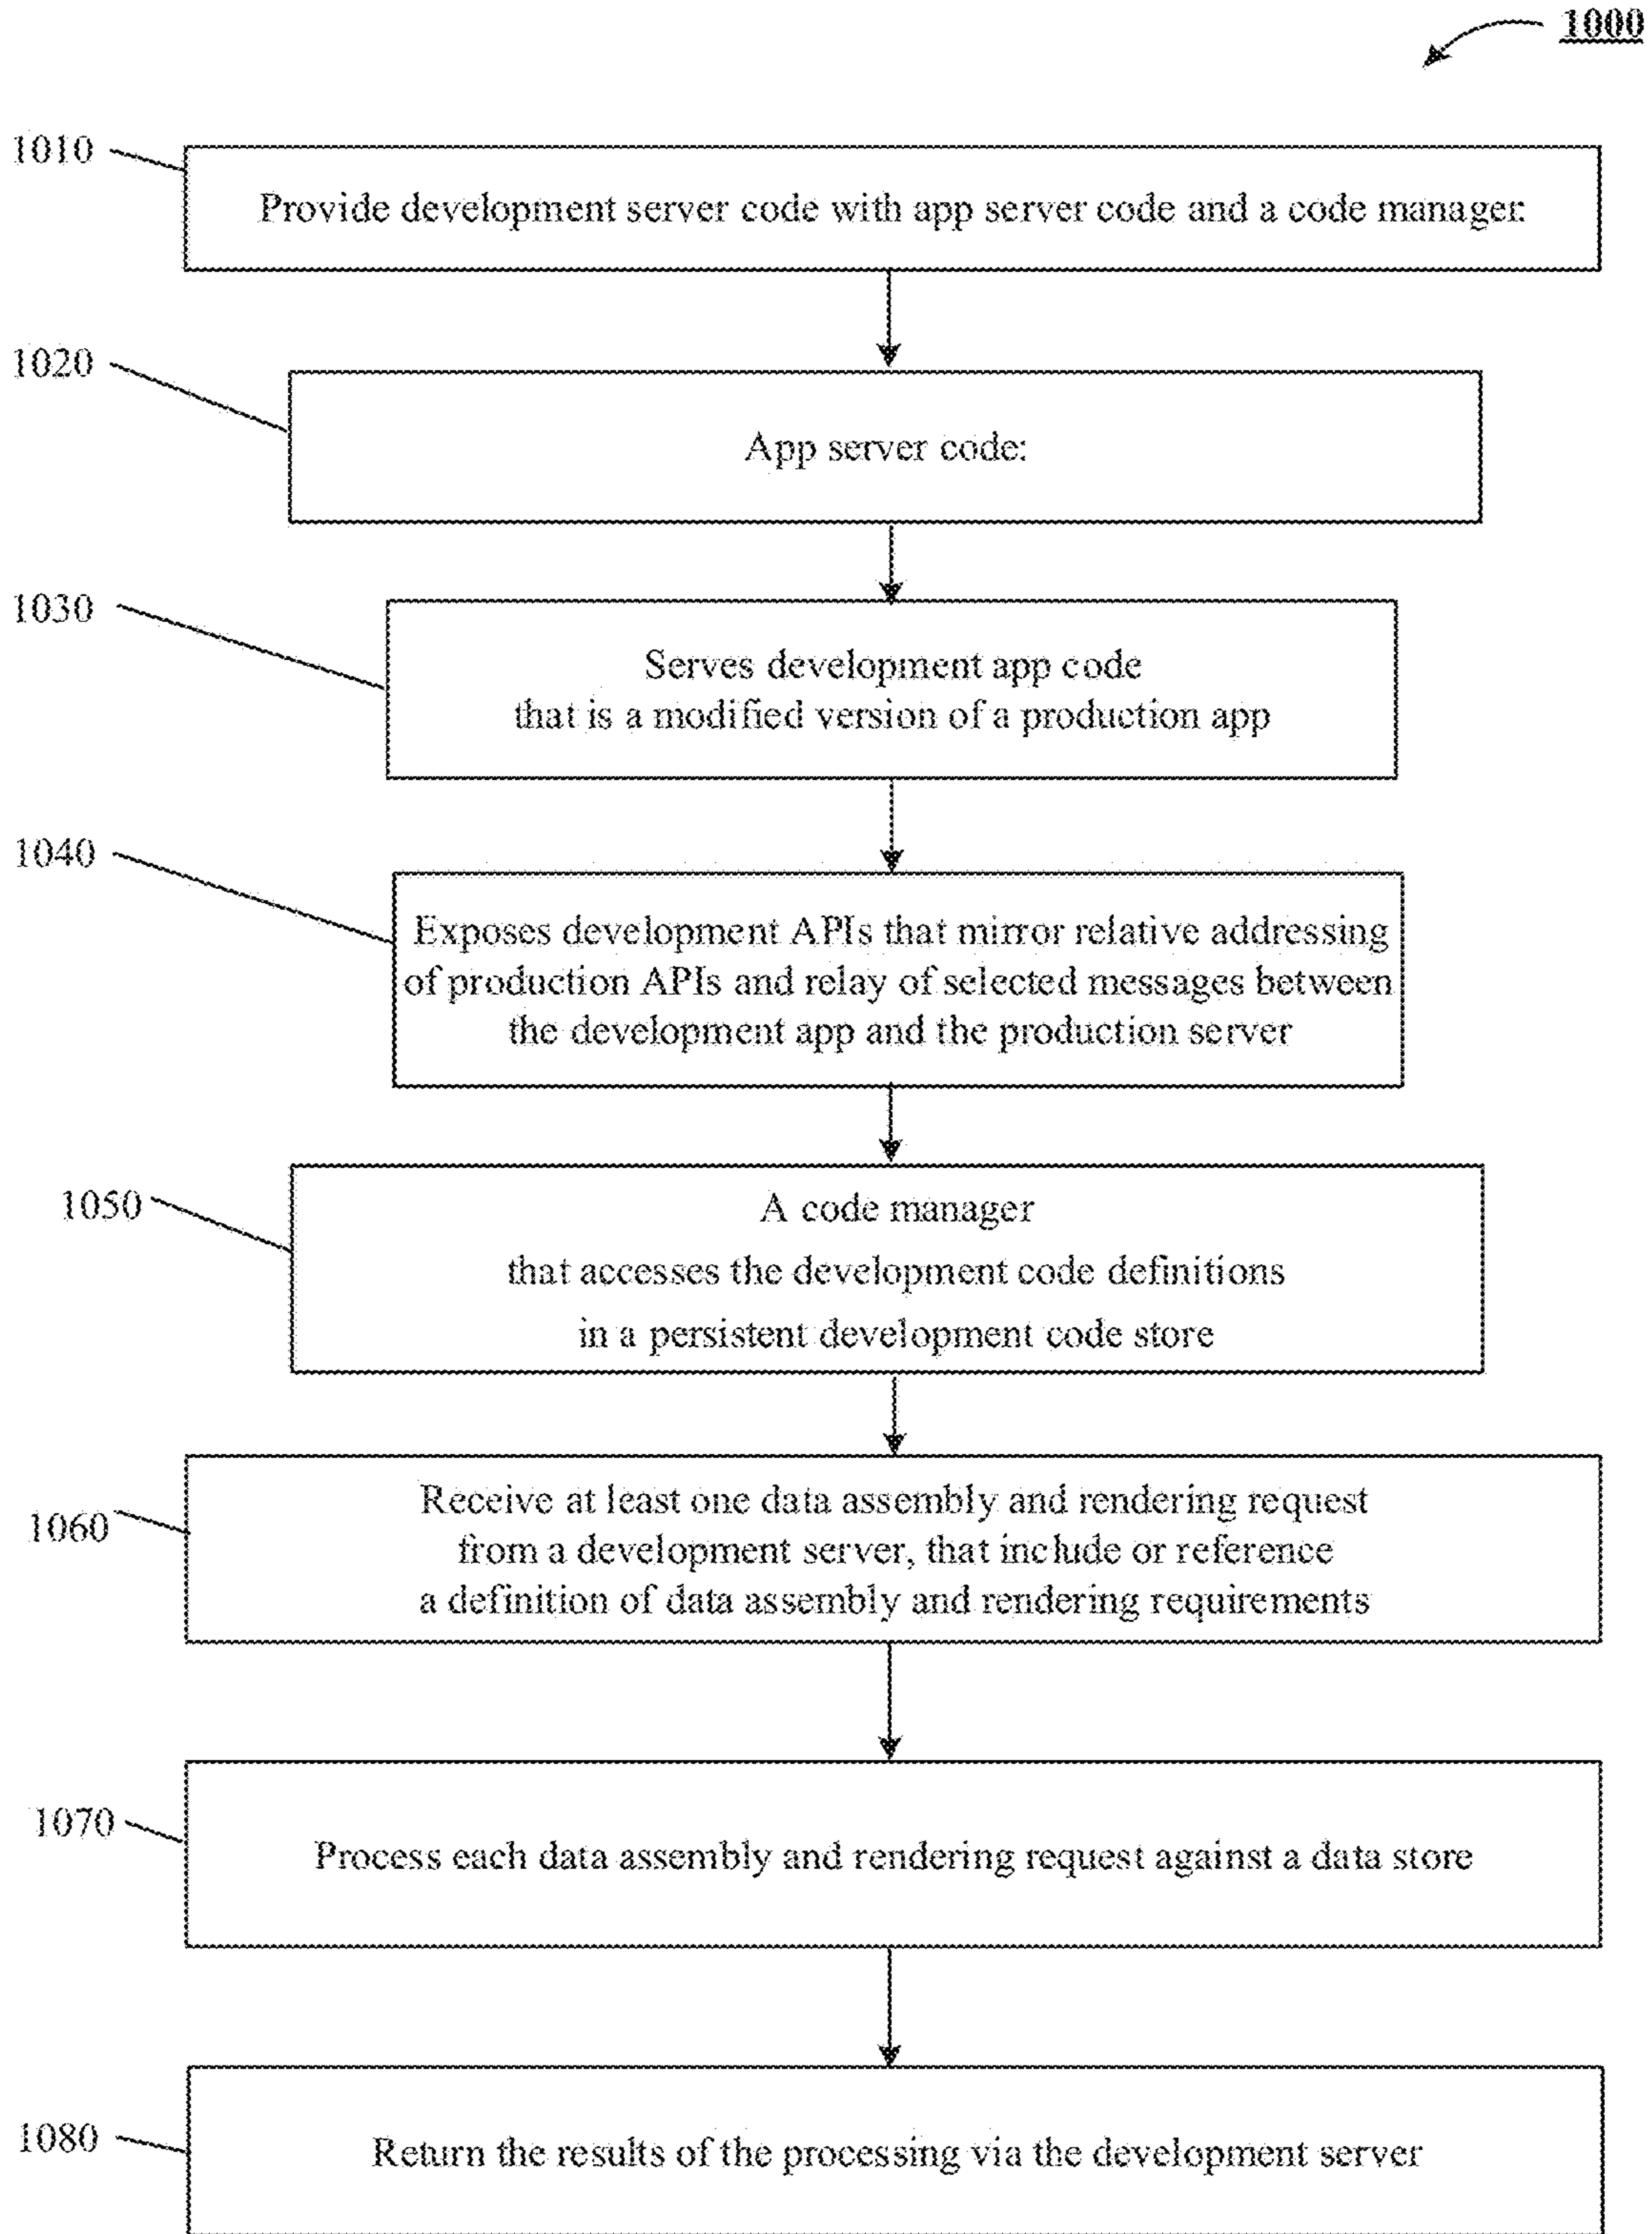 1000
1010
Provide development server code with app server code and a code manager:
1020
App server code:
1030
Serves development app code
that is a modified version of a production app
1040
Exposes development APIs that mirror relative addressing
of production APIs and relay of selected messages between
the development app and the production server
1050
A code manager
that accesses the development code definitions
in a persistent development code store
1060
Receive at least one data assembly and rendering request
from a development server, that include or reference
a definition of data assembly and rendering requirements
1070
Process each data assembly and rendering request against a data store
1080
Return the results of the processing via the development server